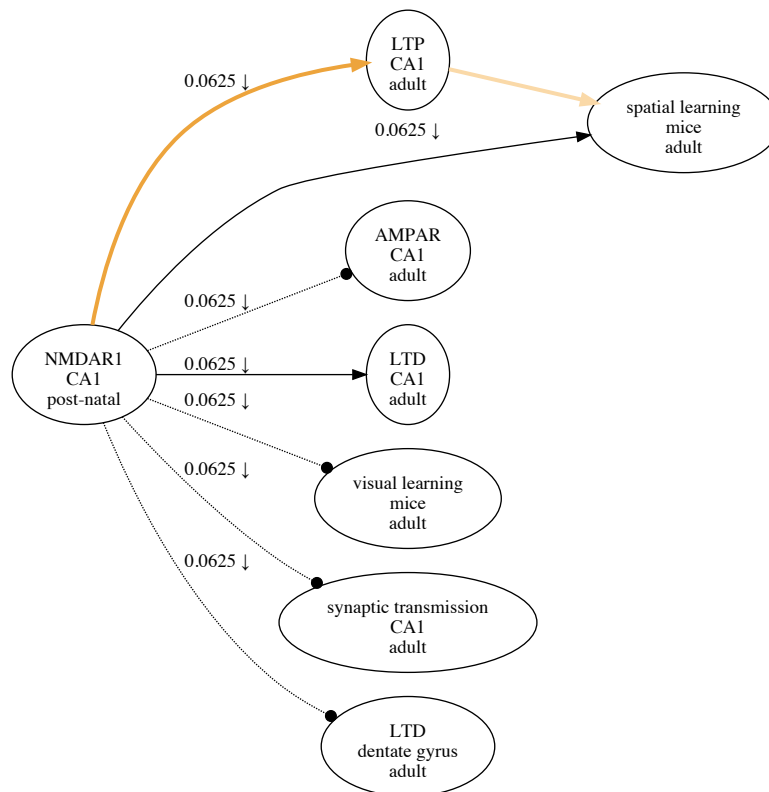 LTP
CA1
adult
0.0625 ↓
spatial learning
mice
adult
0.0625 ↓
AMPAR
CA1
adult
0.0625 ↓
NMDAR1
CA1
post-natal
0.0625 ↓
LTD
CA1
adult
0.0625 ↓
visual learning
mice
adult
0.0625 ↓
synaptic transmission
CA1
adult
0.0625 ↓
LTD
dentate gyrus
adult